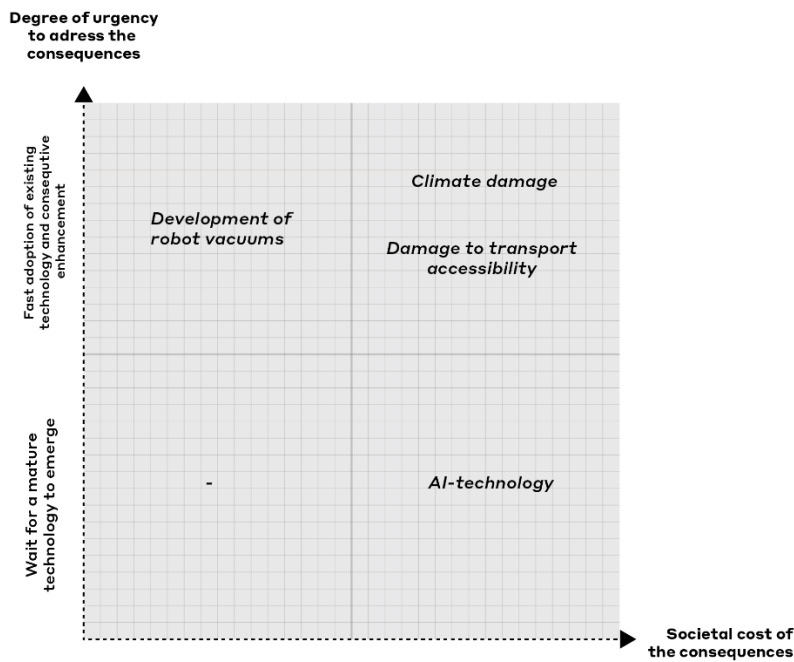 Degree of urgency
to adress the
consequences
Fast adoption of existing
technology and consequtive
enhancement
Climate damage
Development of
robot vacuums
Damage to transport
accessibility
Wait for a mature
technology to emerge
-
AI-technology
Societal cost of
the consequences